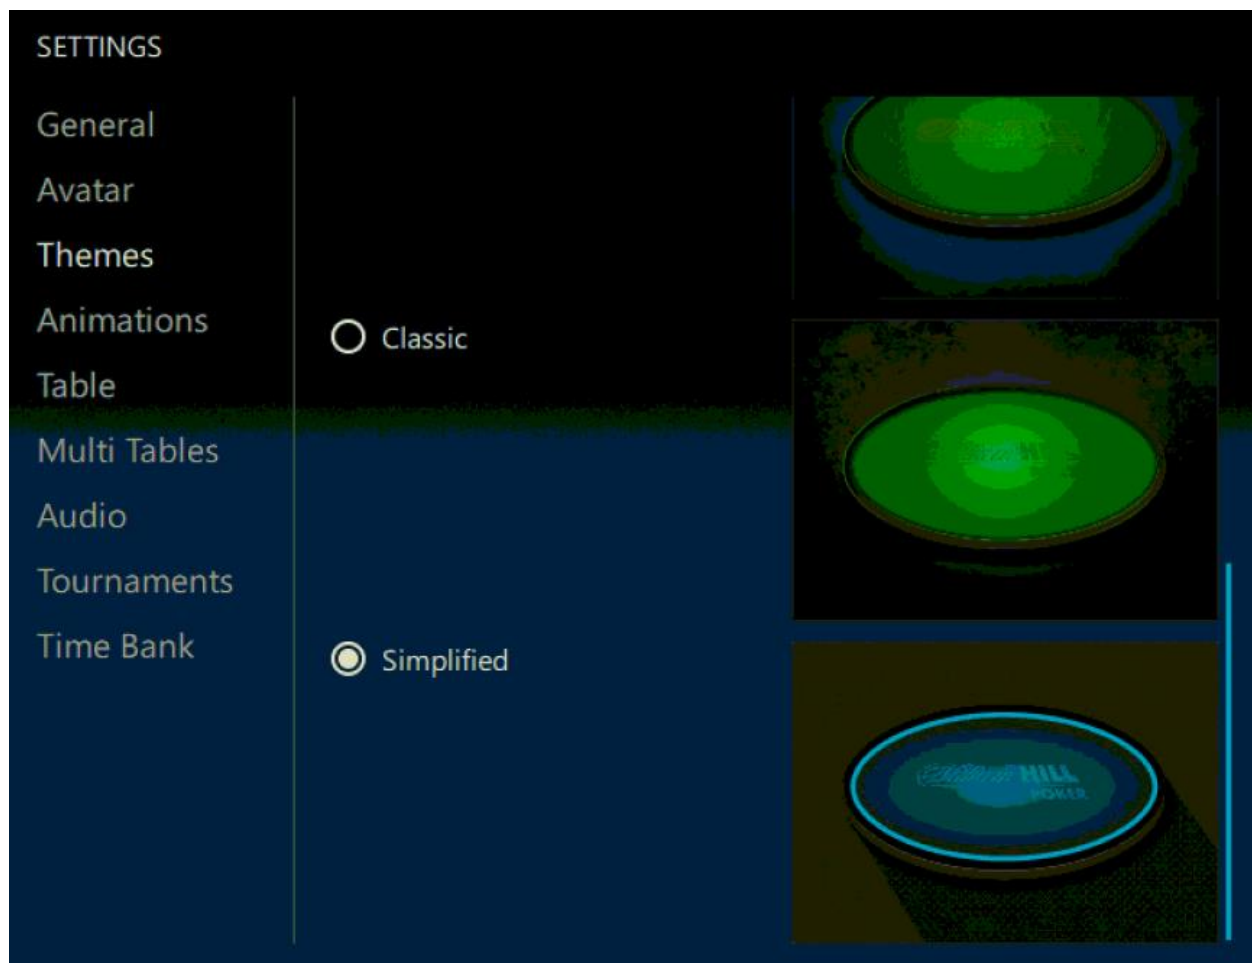 SETTINGS
General
Avatar
Themes
Animations
Table
Multi Tables
Audio
Tournaments
Time Bank
Classic
Simplified
HILL
POKER